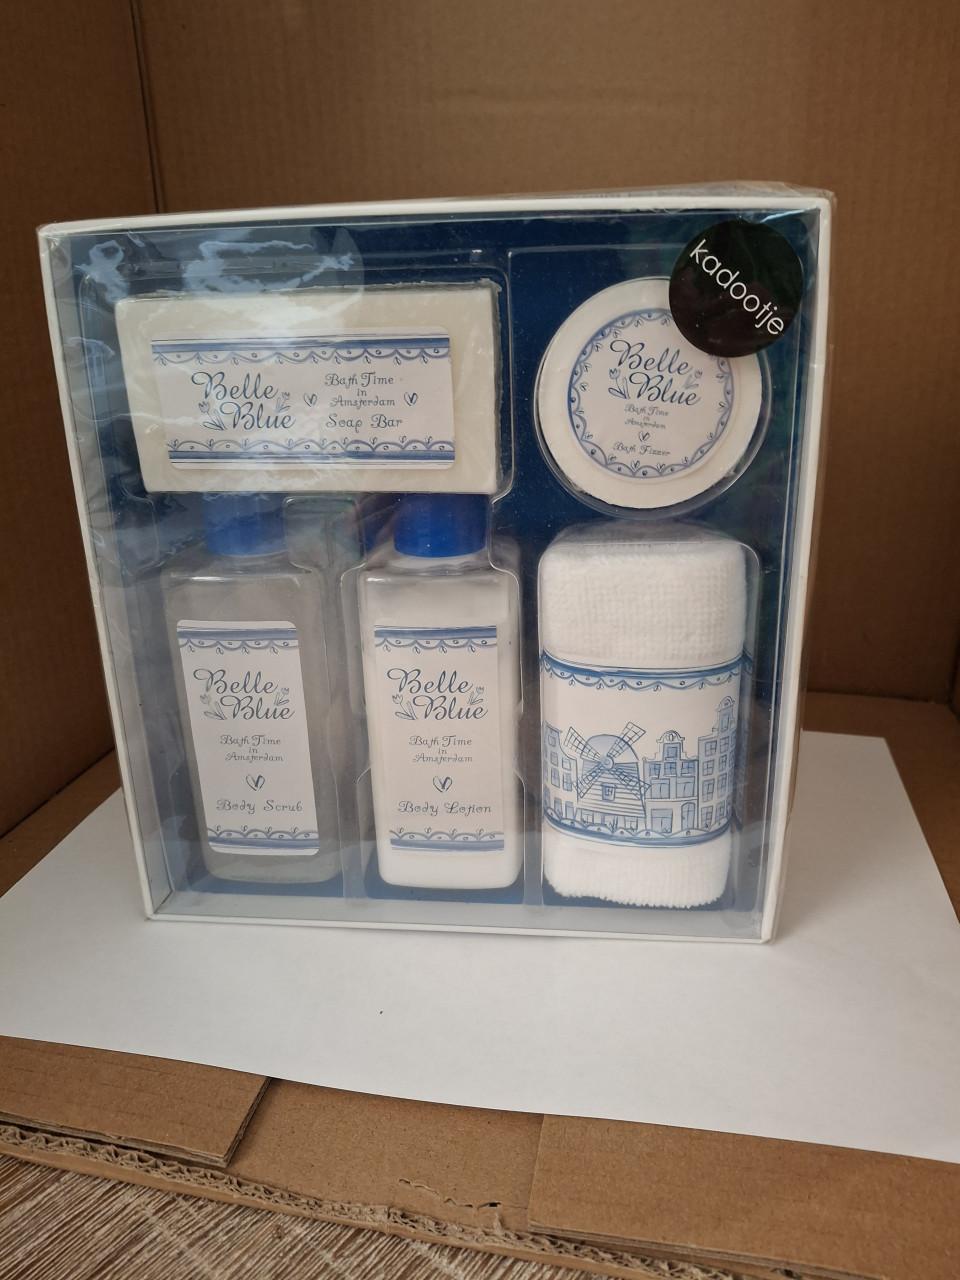 kadootje
Belle
Blue
Bath Time
in
Amsterdam
Soap Bar
Belle
Blue
Bath Time
in
Amsterdam
Bath Fizzer
Belle
Blue
Bath Time
in
Amsterdam
Body Scrub
Belle
Blue
Bath Time
in
Amsterdam
Body Lotion